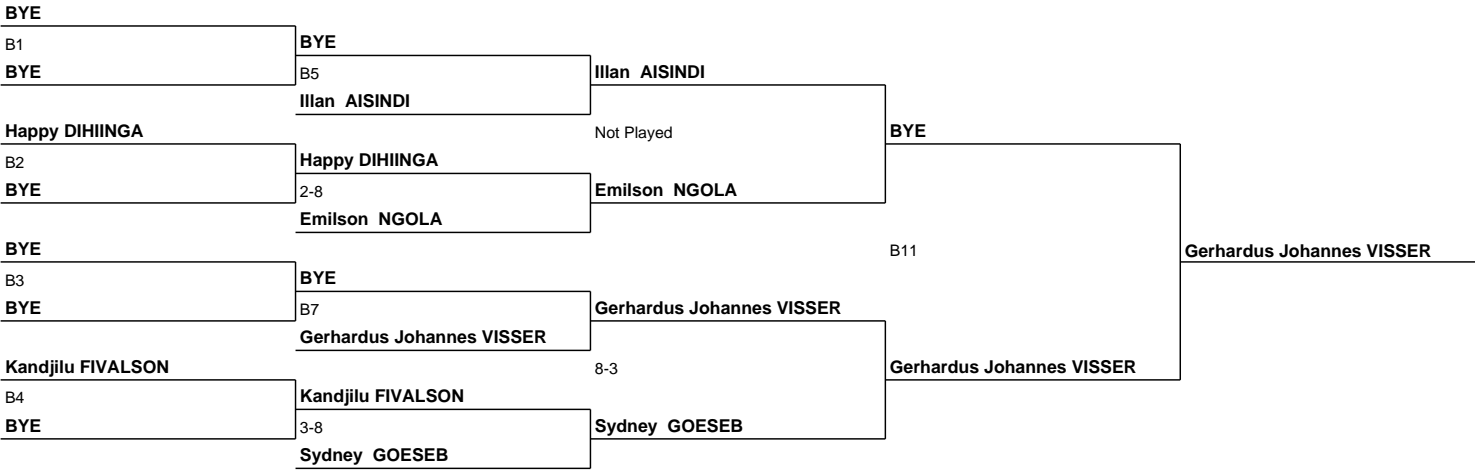 BYE
B1
BYE
BYE
B5
Illan AISINDI
Illan AISINDI
Happy DIHIINGA
B2
BYE
Happy DIHIINGA
2-8
Emilson NGOLA
Not Played
Emilson NGOLA
BYE
BYE
B3
BYE
BYE
B7
Gerhardus Johannes VISSER
Gerhardus Johannes VISSER
B11
Gerhardus Johannes VISSER
Kandjilu FIVALSON
B4
BYE
Kandjilu FIVALSON
3-8
Sydney GOESEB
8-3
Sydney GOESEB
Gerhardus Johannes VISSER